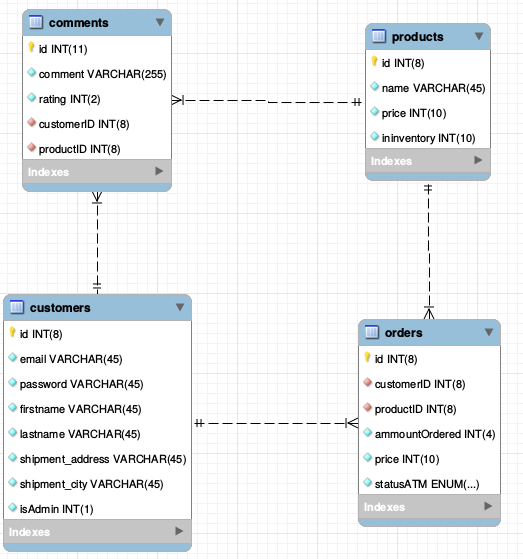 comments
id INT(11)
comment VARCHAR(255)
rating INT(2)
customerID INT(8)
productID INT(8)
Indexes
products
id INT(8)
name VARCHAR(45)
price INT(10)
ininventory INT(10)
Indexes
customers
id INT(8)
email VARCHAR(45)
password VARCHAR(45)
firstname VARCHAR(45)
lastname VARCHAR(45)
shipment_address VARCHAR(45)
shipment_city VARCHAR(45)
isAdmin INT(1)
Indexes
orders
id INT(8)
customerID INT(8)
productID INT(8)
ammountOrdered INT(4)
price INT(10)
statusATM ENUM(...)
Indexes